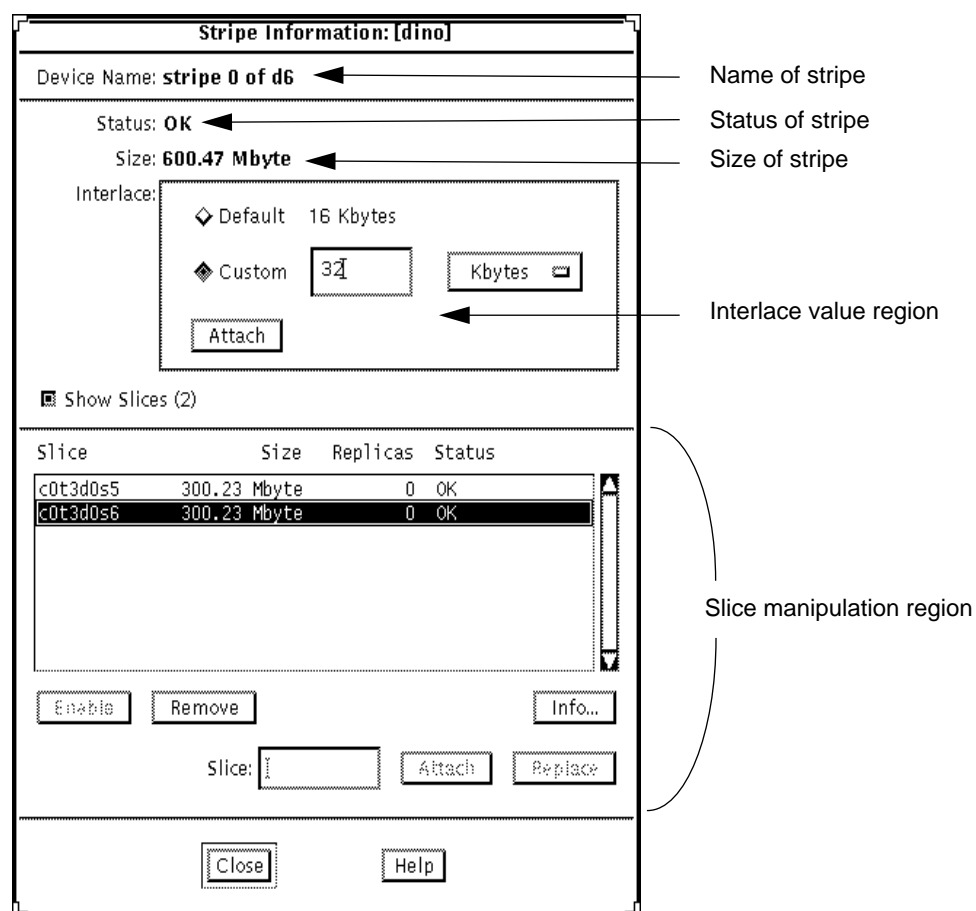 Stripe Information: [dino]
Device Name: stripe 0 of d6
Name of stripe
Status: OK
Status of stripe
Size: 600.47 Mbyte
Size of stripe
Interlace:
Default 16 Kbytes
Custom 32 Kbytes
Interlace value region
Attach
Show Slices (2)
Slice Size Replicas Status
c0t3d0s5 300.23 Mbyte 0 OK
c0t3d0s6 300.23 Mbyte 0 OK
Slice manipulation region
Enable Remove Info...
Slice: Attach Replace
Close Help